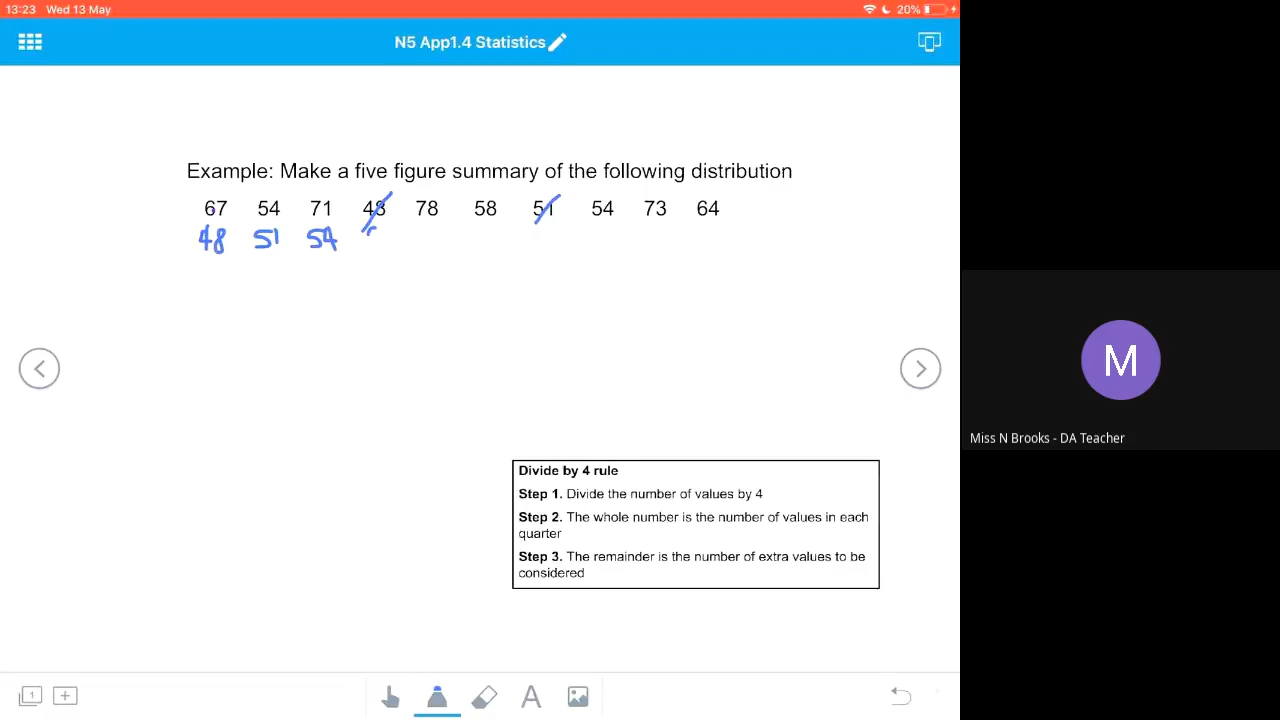 13:23 Wed 13 May 20%
N5 App1.4 Statistics
Example: Make a five figure summary of the following distribution
67 54 71 48 78 58 51 54 73 64
48 51 54
Divide by 4 rule
Step 1. Divide the number of values by 4
Step 2. The whole number is the number of values in each
quarter
Step 3. The remainder is the number of extra values to be
considered
M
Miss N Brooks - DA Teacher
1
A